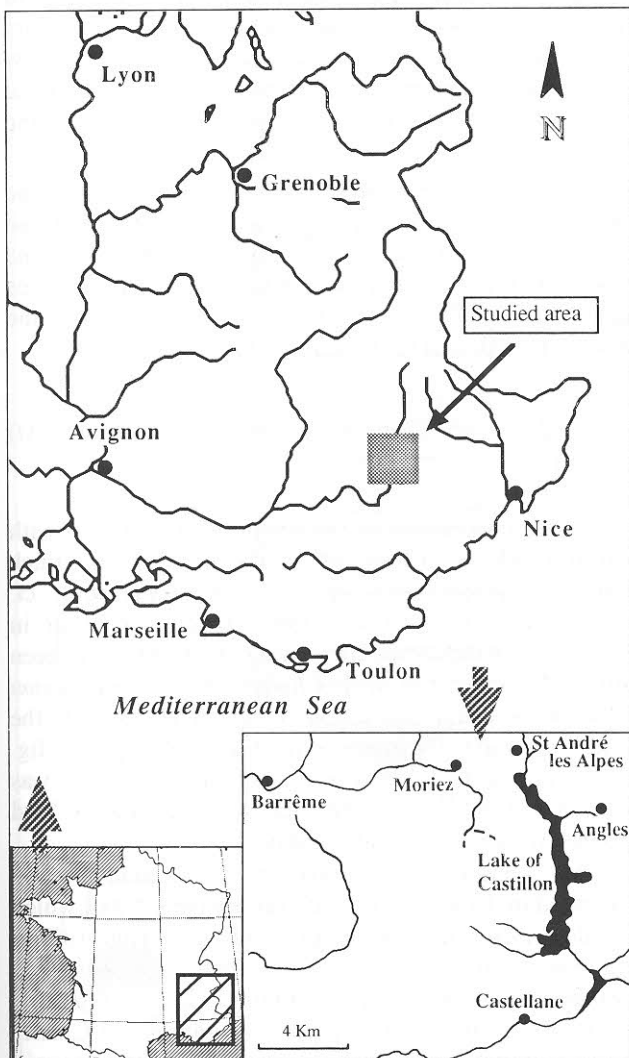 Lyon
N
Grenoble
Studied area
Avignon
Nice
Marseille
Toulon
Mediterranean Sea
St André
les Alpes
Moriez
Barrême
Angles
Lake of
Castillon
Castellane
4 Km